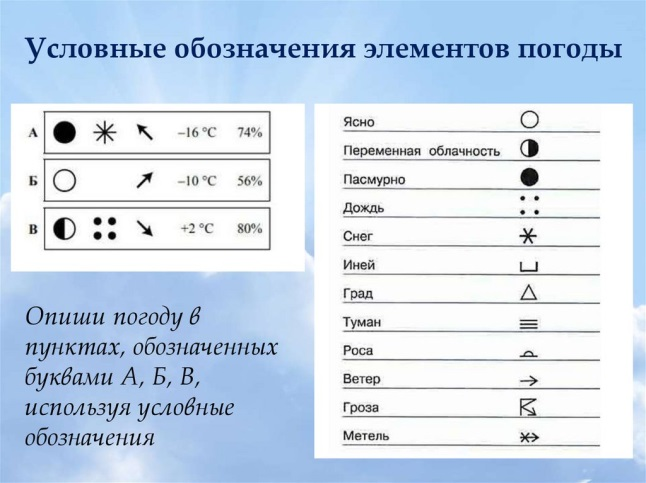 Условные обозначения элементов погоды
А –16 °С 74%
Б –10 °С 56%
В +2 °С 80%
Опиши погоду в
пунктах, обозначенных
буквами А, Б, В,
используя условные
обозначения
Ясно
Переменная облачность
Пасмурно
Дождь
Снег
Иней
Град
Туман
Роса
Ветер
Гроза
Метель